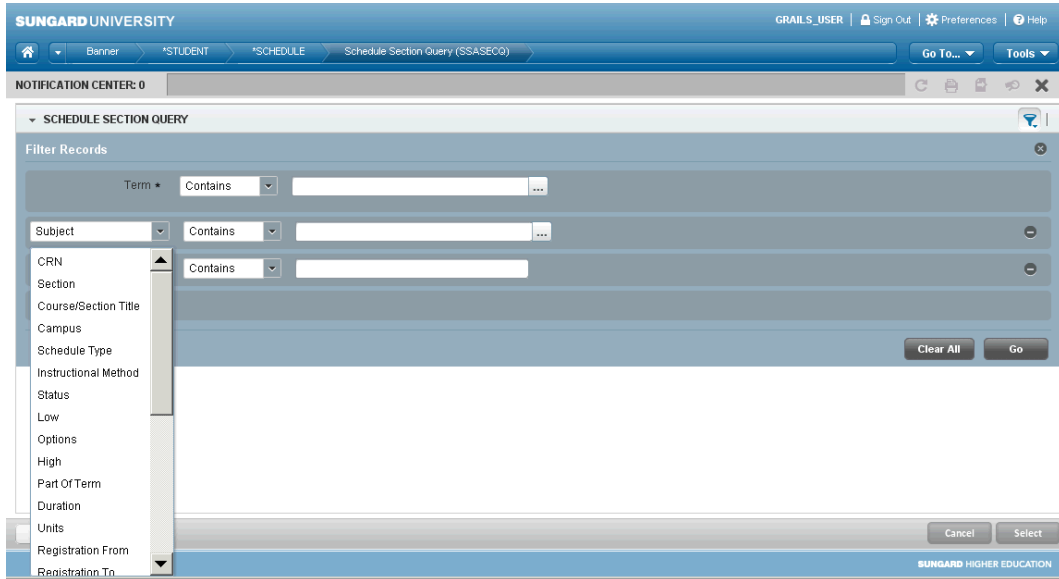 SUNGARD UNIVERSITY
GRAILS_USER | Sign Out | Preferences | ? Help
Banner *STUDENT *SCHEDULE Schedule Section Query (SSASECQ) Go To... Tools
NOTIFICATION CENTER: 0
SCHEDULE SECTION QUERY
Filter Records
Term * Contains ...
Subject Contains ...
Contains
CRN
Section
Course/Section Title
Campus
Schedule Type
Instructional Method
Status
Low
Options
High
Part Of Term
Duration
Units
Registration From
Registration To
Clear All Go
Cancel Select
SUNGARD HIGHER EDUCATION